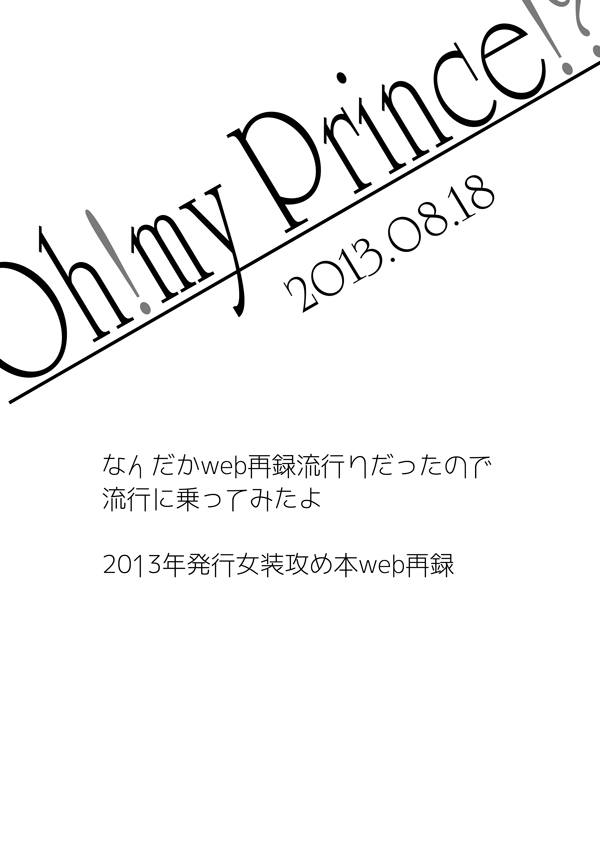 Oh!my Prince!?
2013.08.18
なんだかweb再録流行りだったので
流行に乗ってみたよ
2013年発行女装攻め本web再録